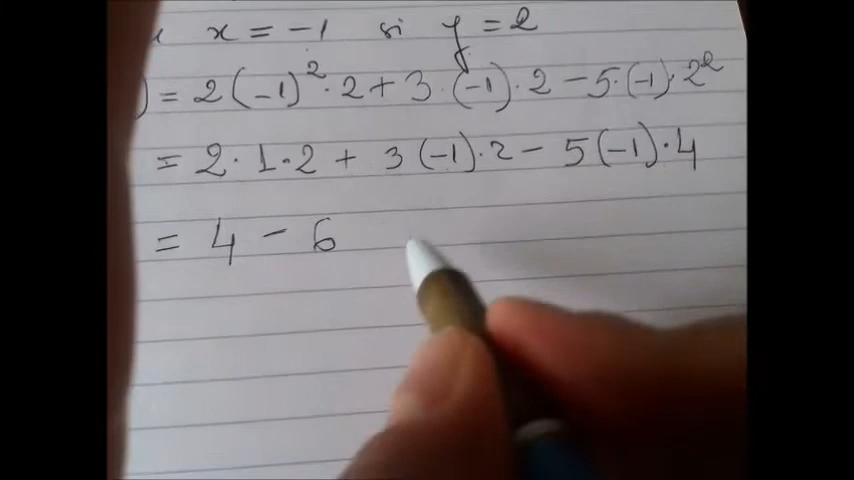 x = -1 si y = 2
) = 2(-1)²·2 + 3·(-1)·2 - 5·(-1)·2²
= 2·1·2 + 3(-1)·2 - 5(-1)·4
= 4 - 6